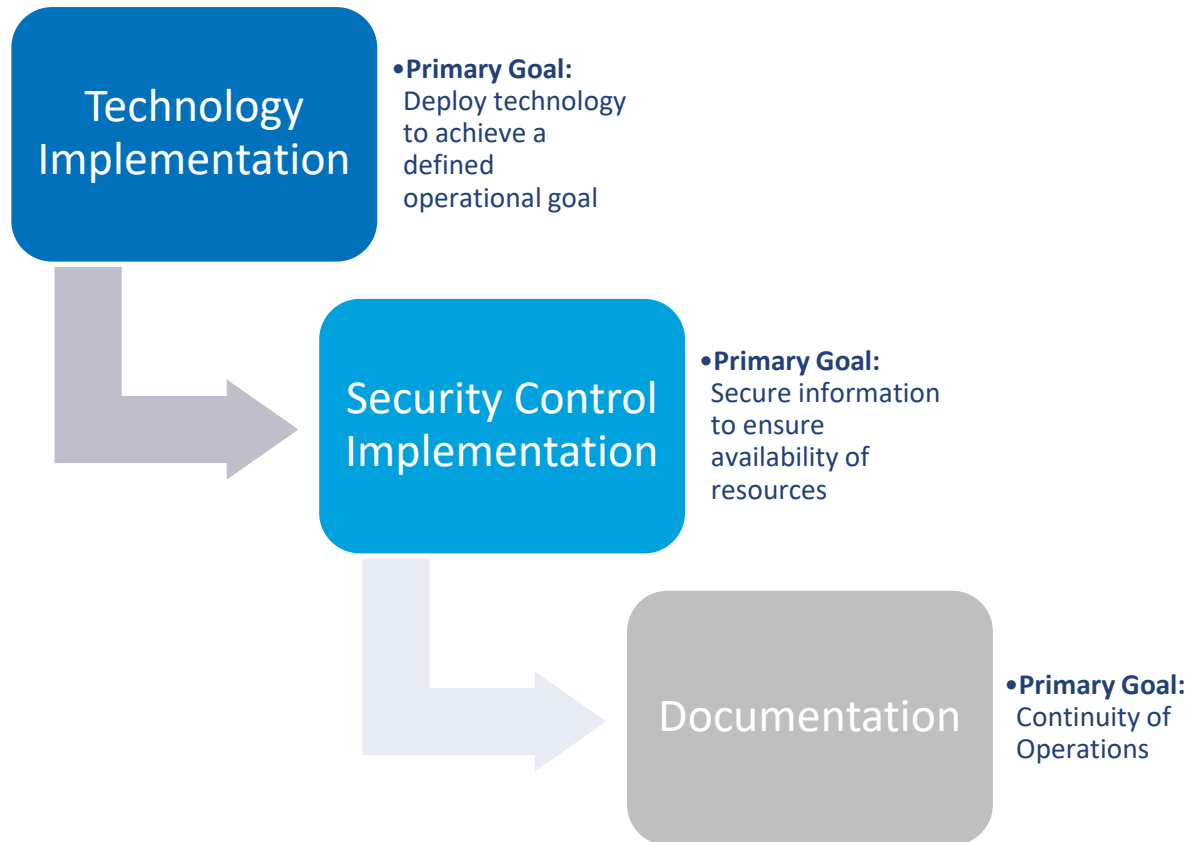 Technology
Implementation
•Primary Goal:
Deploy technology
to achieve a
defined
operational goal
Security Control
Implementation
•Primary Goal:
Secure information
to ensure
availability of
resources
Documentation
•Primary Goal:
Continuity of
Operations